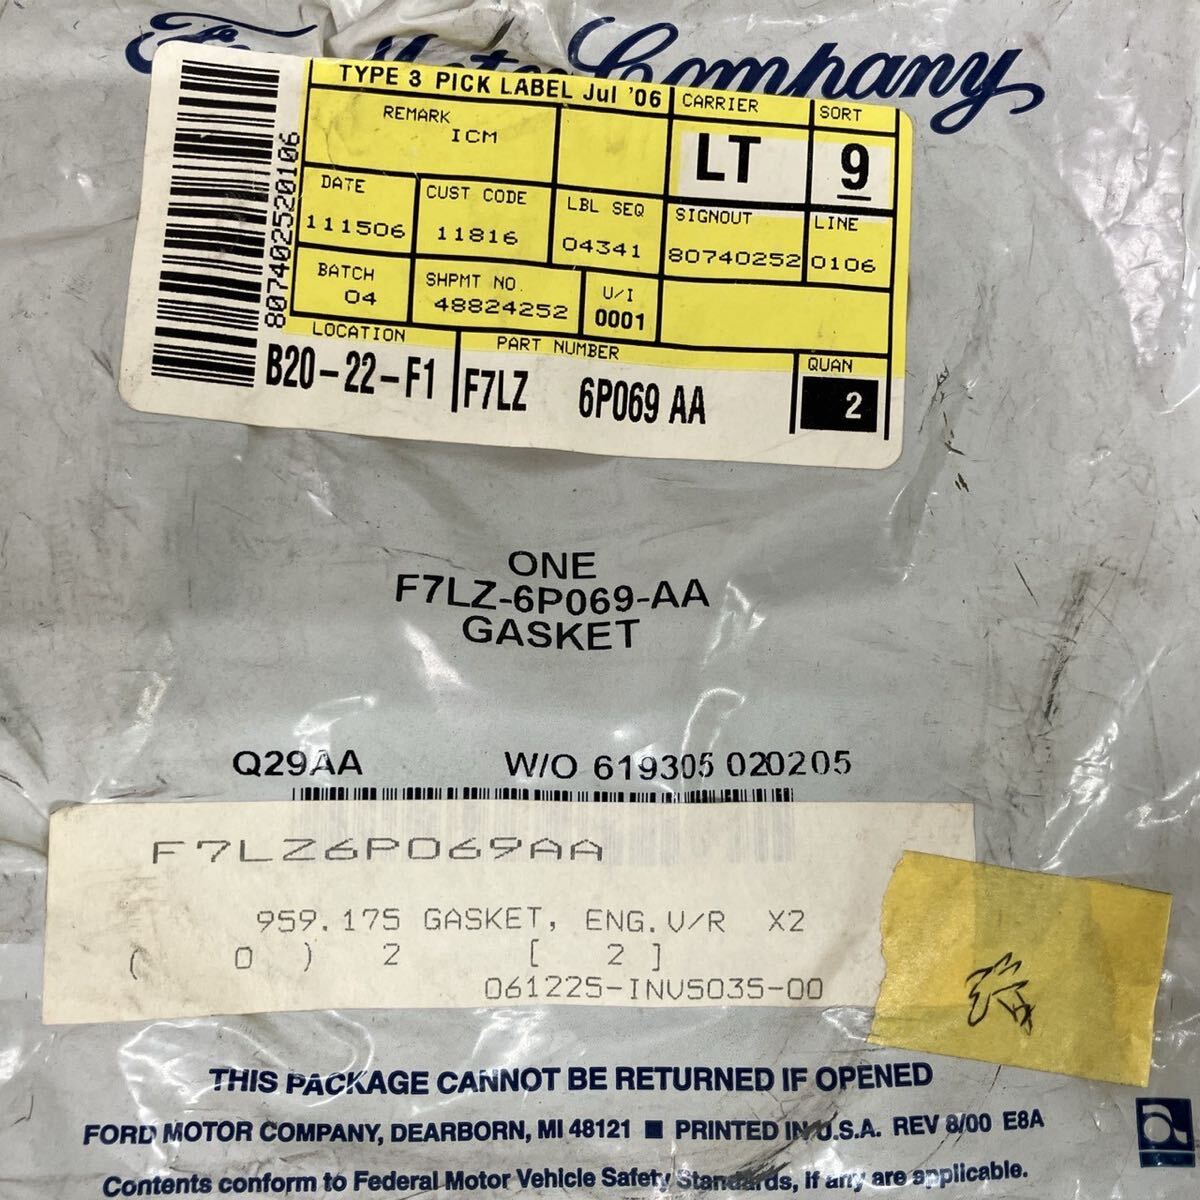 Motor Company
TYPE 3 PICK LABEL Jul '06
CARRIER
SORT
REMARK
ICM
LT
9
DATE
CUST CODE
LBL SEQ
SIGNOUT
LINE
111506
11816
04341
80740252
0106
BATCH
SHPMT NO.
U/I
04
48824252
0001
LOCATION
PART NUMBER
QUAN
B20-22-F1
F7LZ 6P069 AA
2
807402520106
ONE
F7LZ-6P069-AA
GASKET
Q29AA W/O 619305 020205
F7LZ6P069AA
959.175 GASKET, ENG.V/R X2
( 0 ) 2 [ 2 ]
061225-INV5035-00
THIS PACKAGE CANNOT BE RETURNED IF OPENED
FORD MOTOR COMPANY, DEARBORN, MI 48121 ■ PRINTED IN U.S.A. REV 8/00 E8A
Contents conform to Federal Motor Vehicle Safety Standards, if any are applicable.